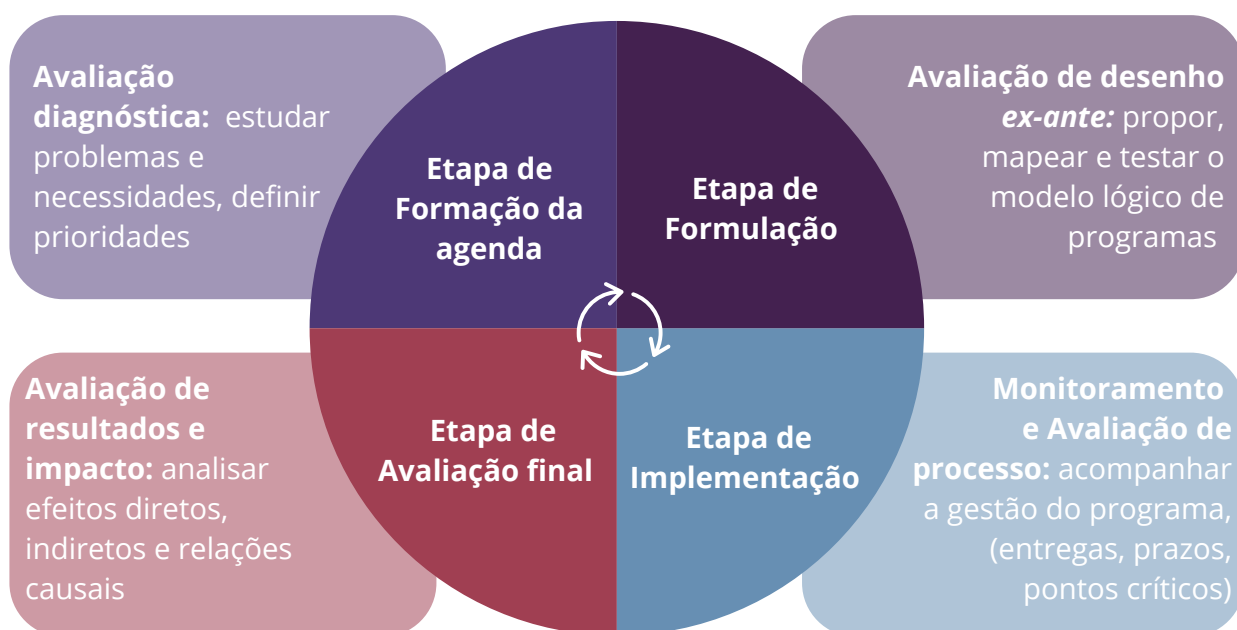 Avaliação
diagnóstica: estudar
problemas e
necessidades, definir
prioridades
Etapa de
Formação da
agenda
Etapa de
Formulação
Avaliação de desenho
ex-ante: propor,
mapear e testar o
modelo lógico de
programas
Avaliação de
resultados e
impacto: analisar
efeitos diretos,
indiretos e relações
causais
Etapa de
Avaliação final
Etapa de
Implementação
Monitoramento
e Avaliação de
processo: acompanhar
a gestão do programa,
(entregas, prazos,
pontos críticos)